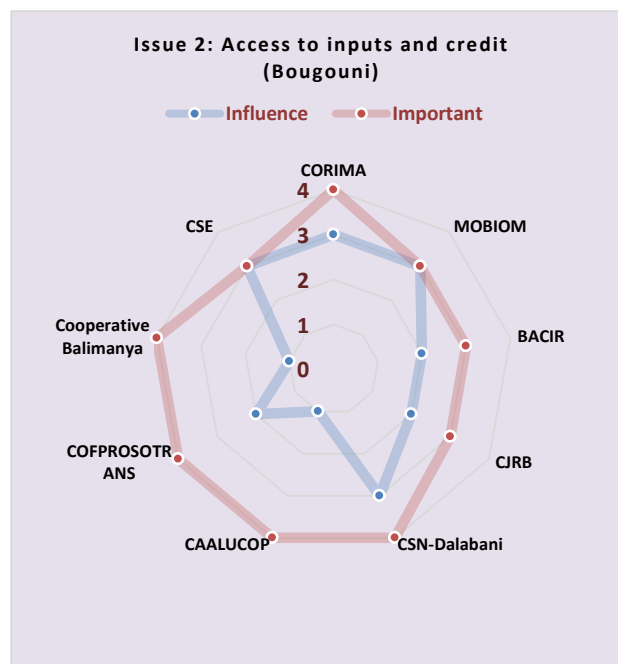 Issue 2: Access to inputs and credit
(Bougouni)
Influence
Important
CORIMA
MOBIOM
BACIR
CJRB
CSN-Dalabani
CAALUCOP
COFPROSOTR
ANS
Cooperative
Balimanya
CSE
4
3
2
1
0